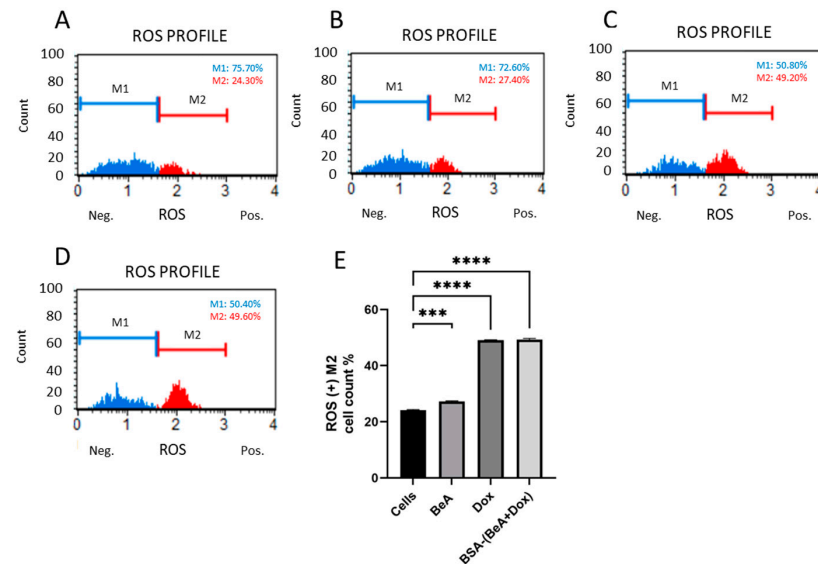 A
ROS PROFILE
M1: 75.70%
M2: 24.30%
M1
M2
Count
100
80
60
40
20
0
0 1 2 3 4
Neg. ROS Pos.
B
ROS PROFILE
M1: 72.60%
M2: 27.40%
M1
M2
Count
100
80
60
40
20
0
0 1 2 3 4
Neg. ROS Pos.
C
ROS PROFILE
M1: 50.80%
M2: 49.20%
M1
M2
Count
100
80
60
40
20
0
0 1 2 3 4
Neg. ROS Pos.
D
ROS PROFILE
M1: 50.40%
M2: 49.60%
M1
M2
Count
100
80
60
40
20
0
0 1 2 3 4
Neg. ROS Pos.
E
****
****
***
ROS (+) M2
cell count %
60
40
20
0
Cells
BeA
Dox
BSA-(BeA+Dox)